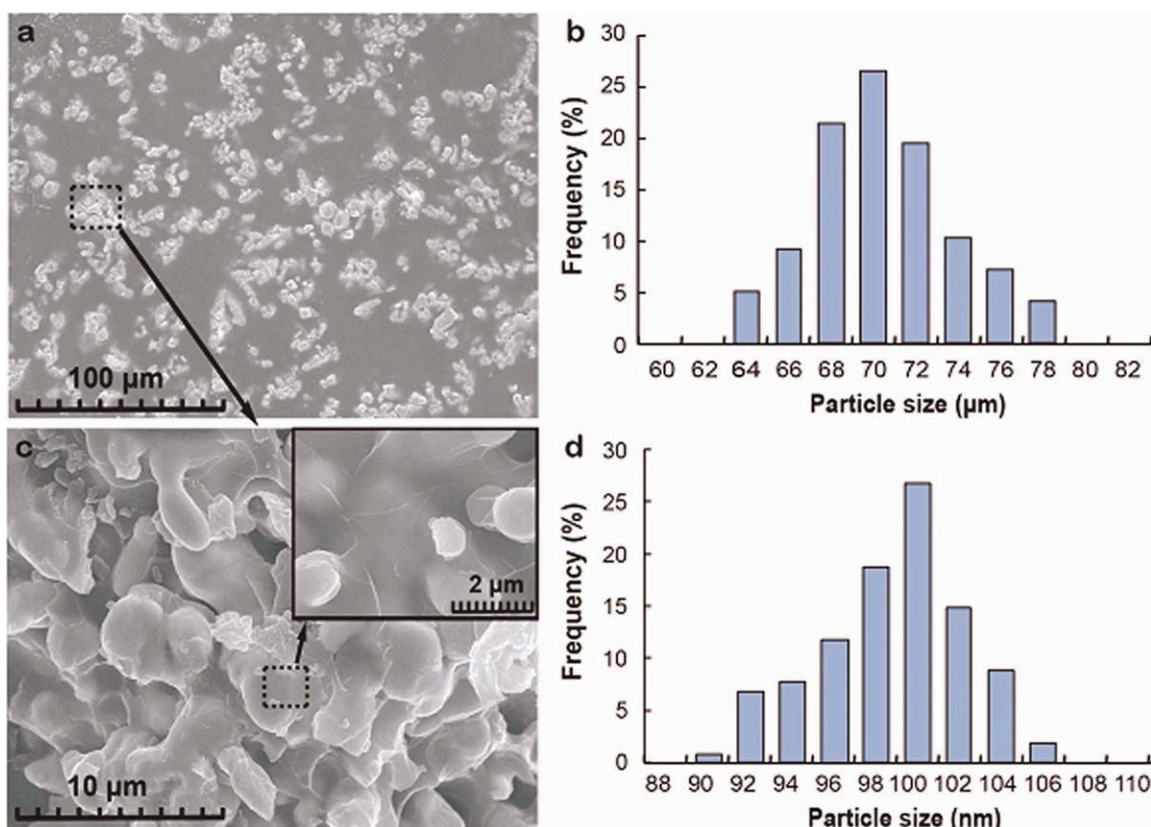 a
100 µm
b
30
25
20
15
10
5
0
Frequency (%)
60 62 64 66 68 70 72 74 76 78 80 82
Particle size (µm)
c
2 µm
10 µm
d
30
25
20
15
10
5
0
Frequency (%)
88 90 92 94 96 98 100 102 104 106 108 110
Particle size (nm)